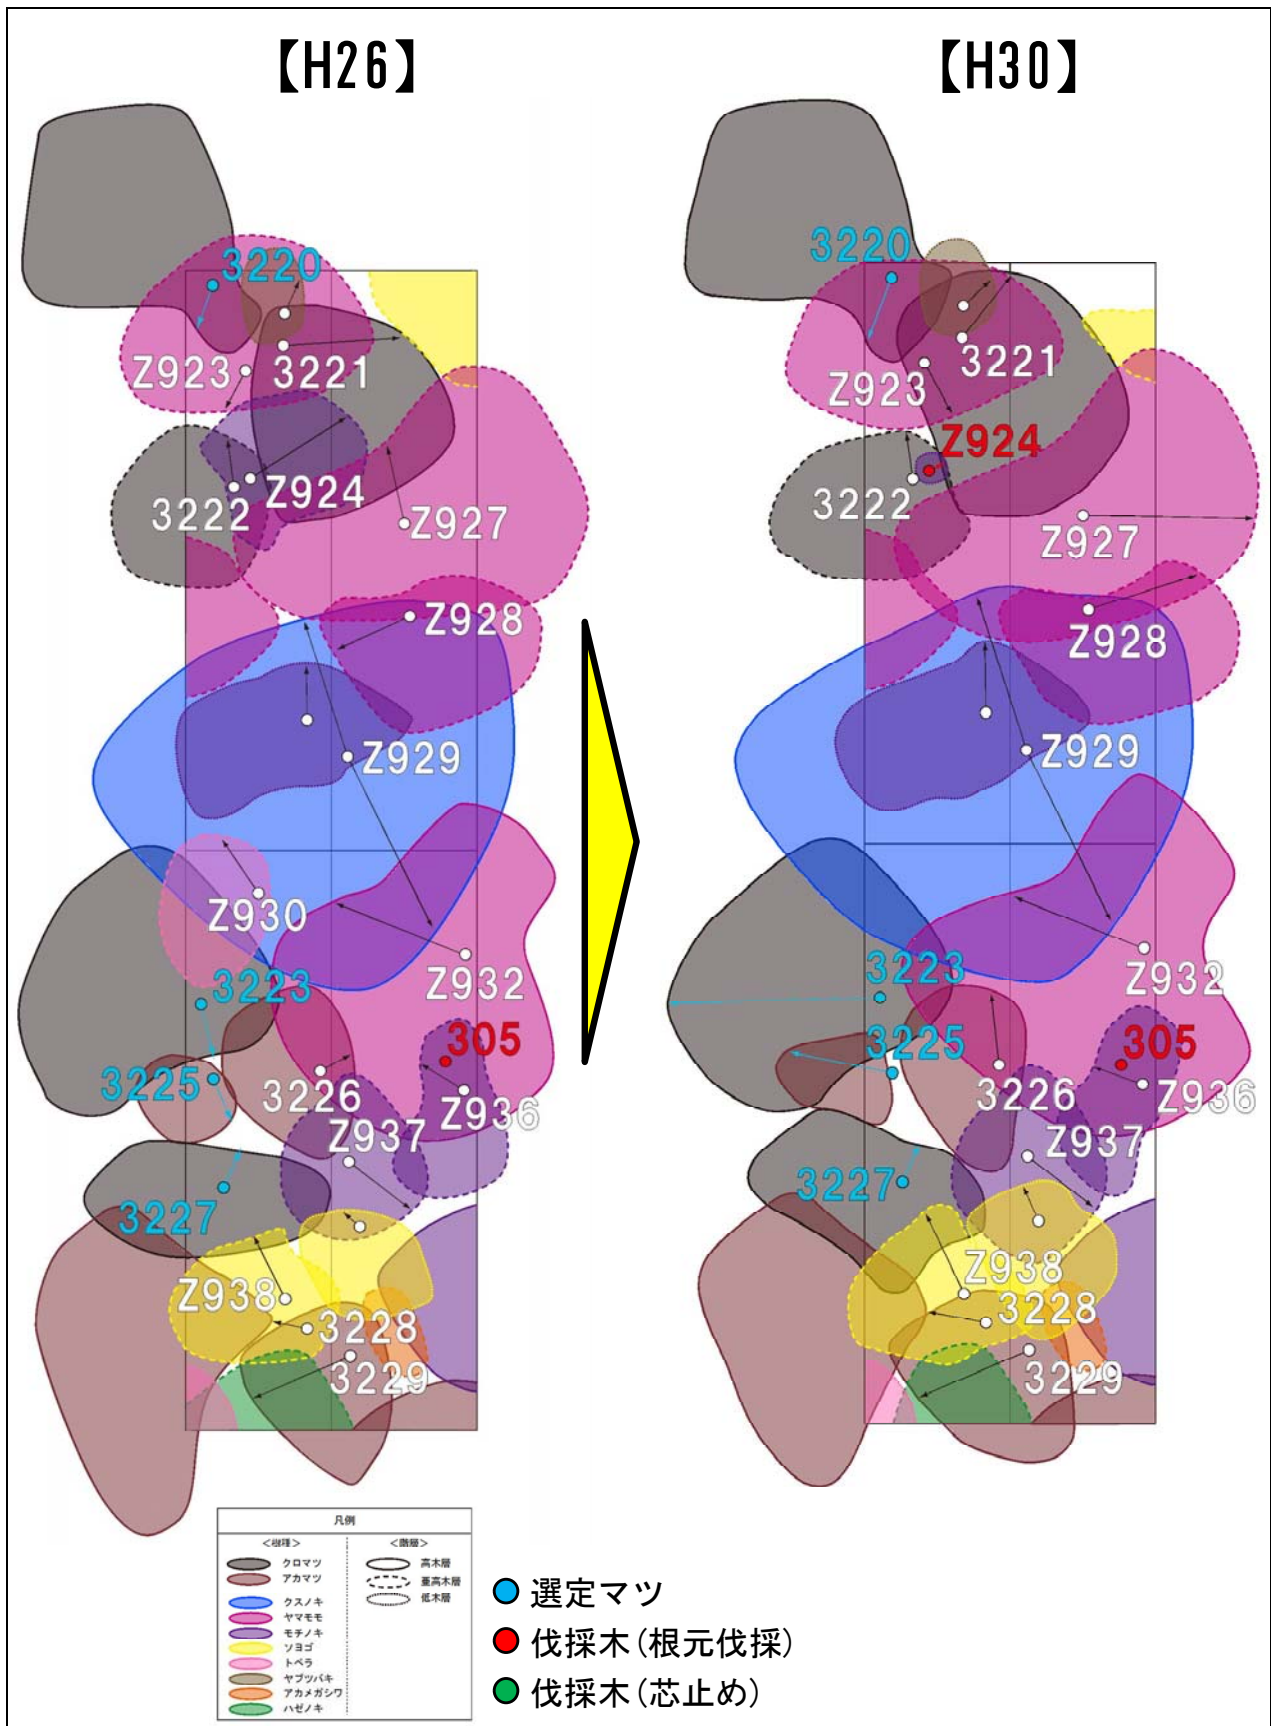 【H26】
【H30】
3220
Z923
3221
3222
Z924
Z927
Z928
Z929
Z930
Z932
3223
305
3225
3226
Z936
Z937
3227
Z938
3228
3229
3220
3221
Z923
Z924
3222
Z927
Z928
Z929
3223
Z932
3225
305
3226
Z936
Z937
3227
Z938
3228
3229
凡例
<樹種>
クロマツ
アカマツ
クスノキ
ヤマモモ
モチノキ
ソヨゴ
トベラ
ヤブツバキ
アカメガシワ
ハゼノキ
<階層>
高木層
亜高木層
低木層
選定マツ
伐採木(根元伐採)
伐採木(芯止め)